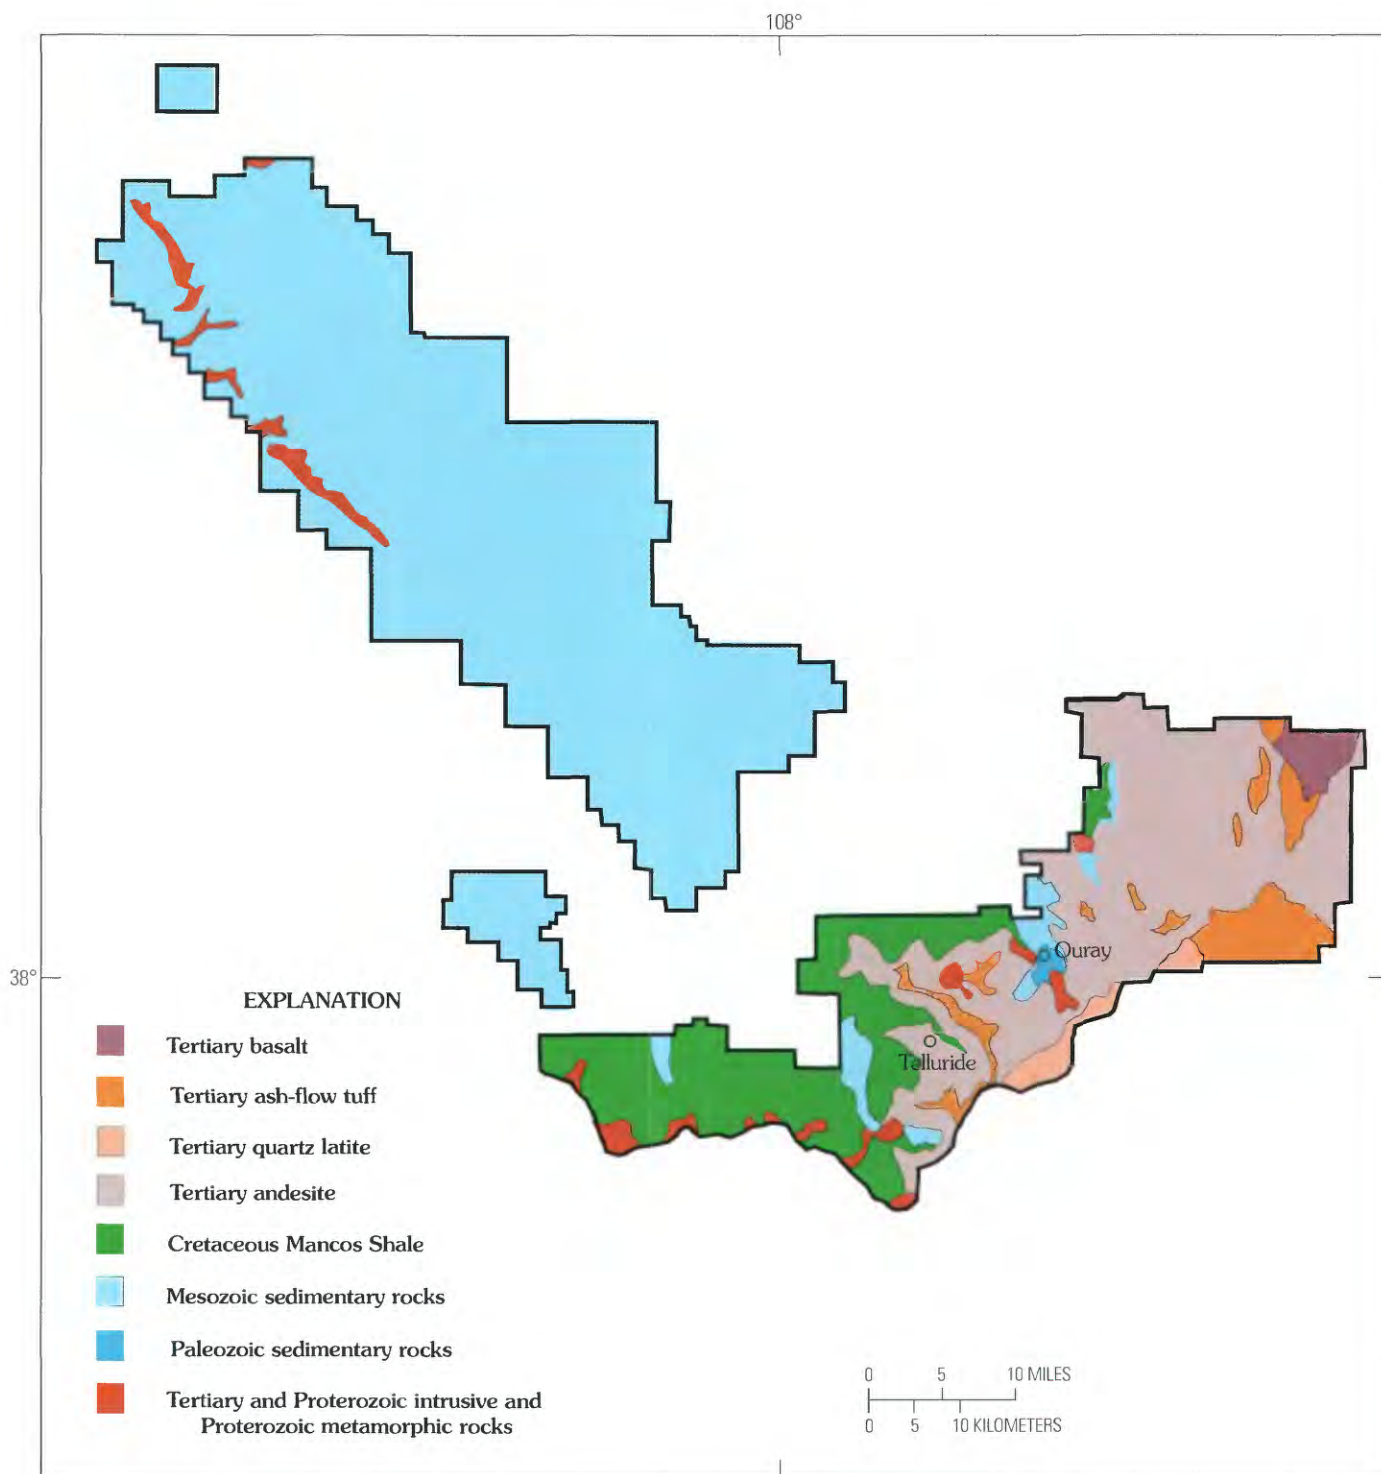 108°
Ouray
38°
EXPLANATION
Telluride
Tertiary basalt
Tertiary ash-flow tuff
Tertiary quartz latite
Tertiary andesite
Cretaceous Mancos Shale
Mesozoic sedimentary rocks
Paleozoic sedimentary rocks
Tertiary and Proterozoic intrusive and
Proterozoic metamorphic rocks
0 5 10 MILES
0 5 10 KILOMETERS